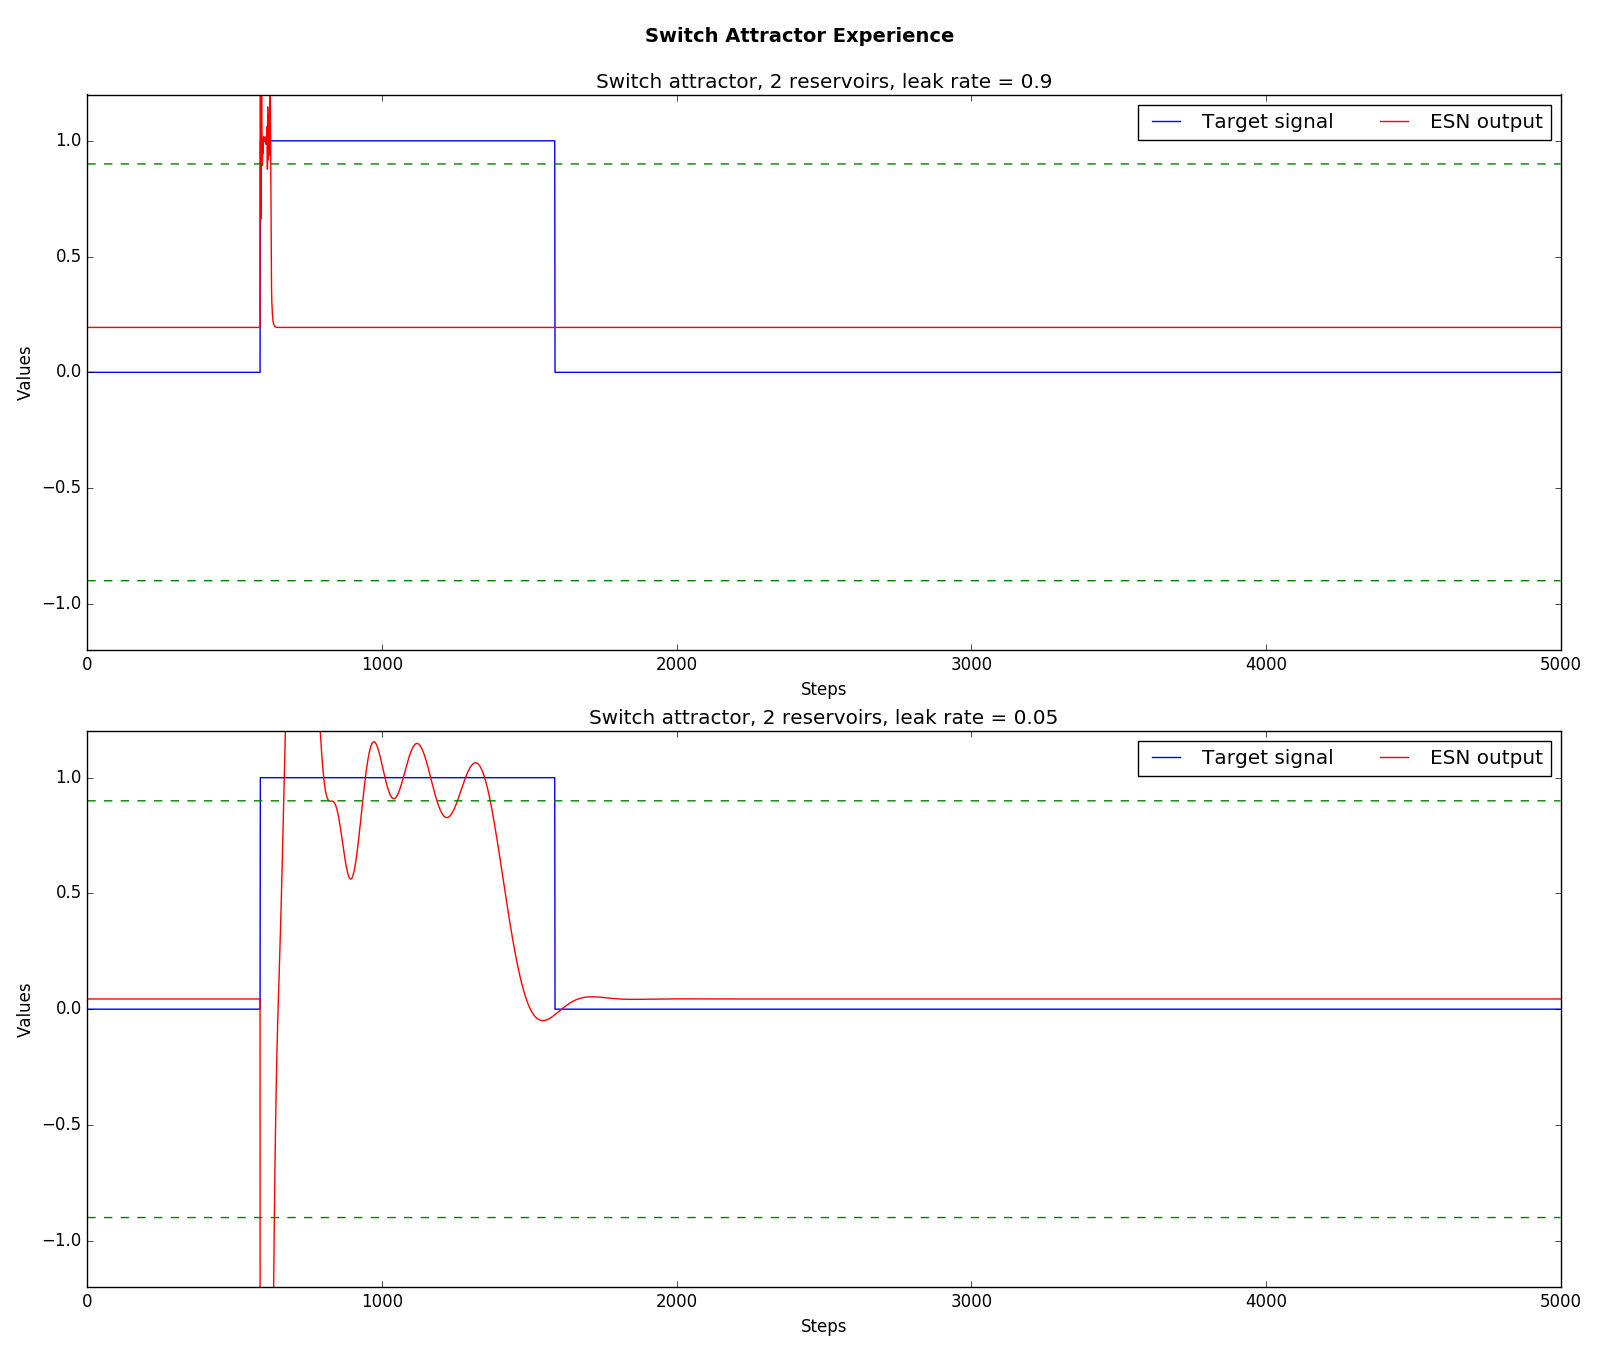 Switch Attractor Experience
Switch attractor, 2 reservoirs, leak rate = 0.9
Target signal ESN output
1.0
0.5
0.0
−0.5
−1.0
Values
0 1000 2000 3000 4000 5000
Steps
Switch attractor, 2 reservoirs, leak rate = 0.05
Target signal ESN output
1.0
0.5
0.0
−0.5
−1.0
Values
0 1000 2000 3000 4000 5000
Steps